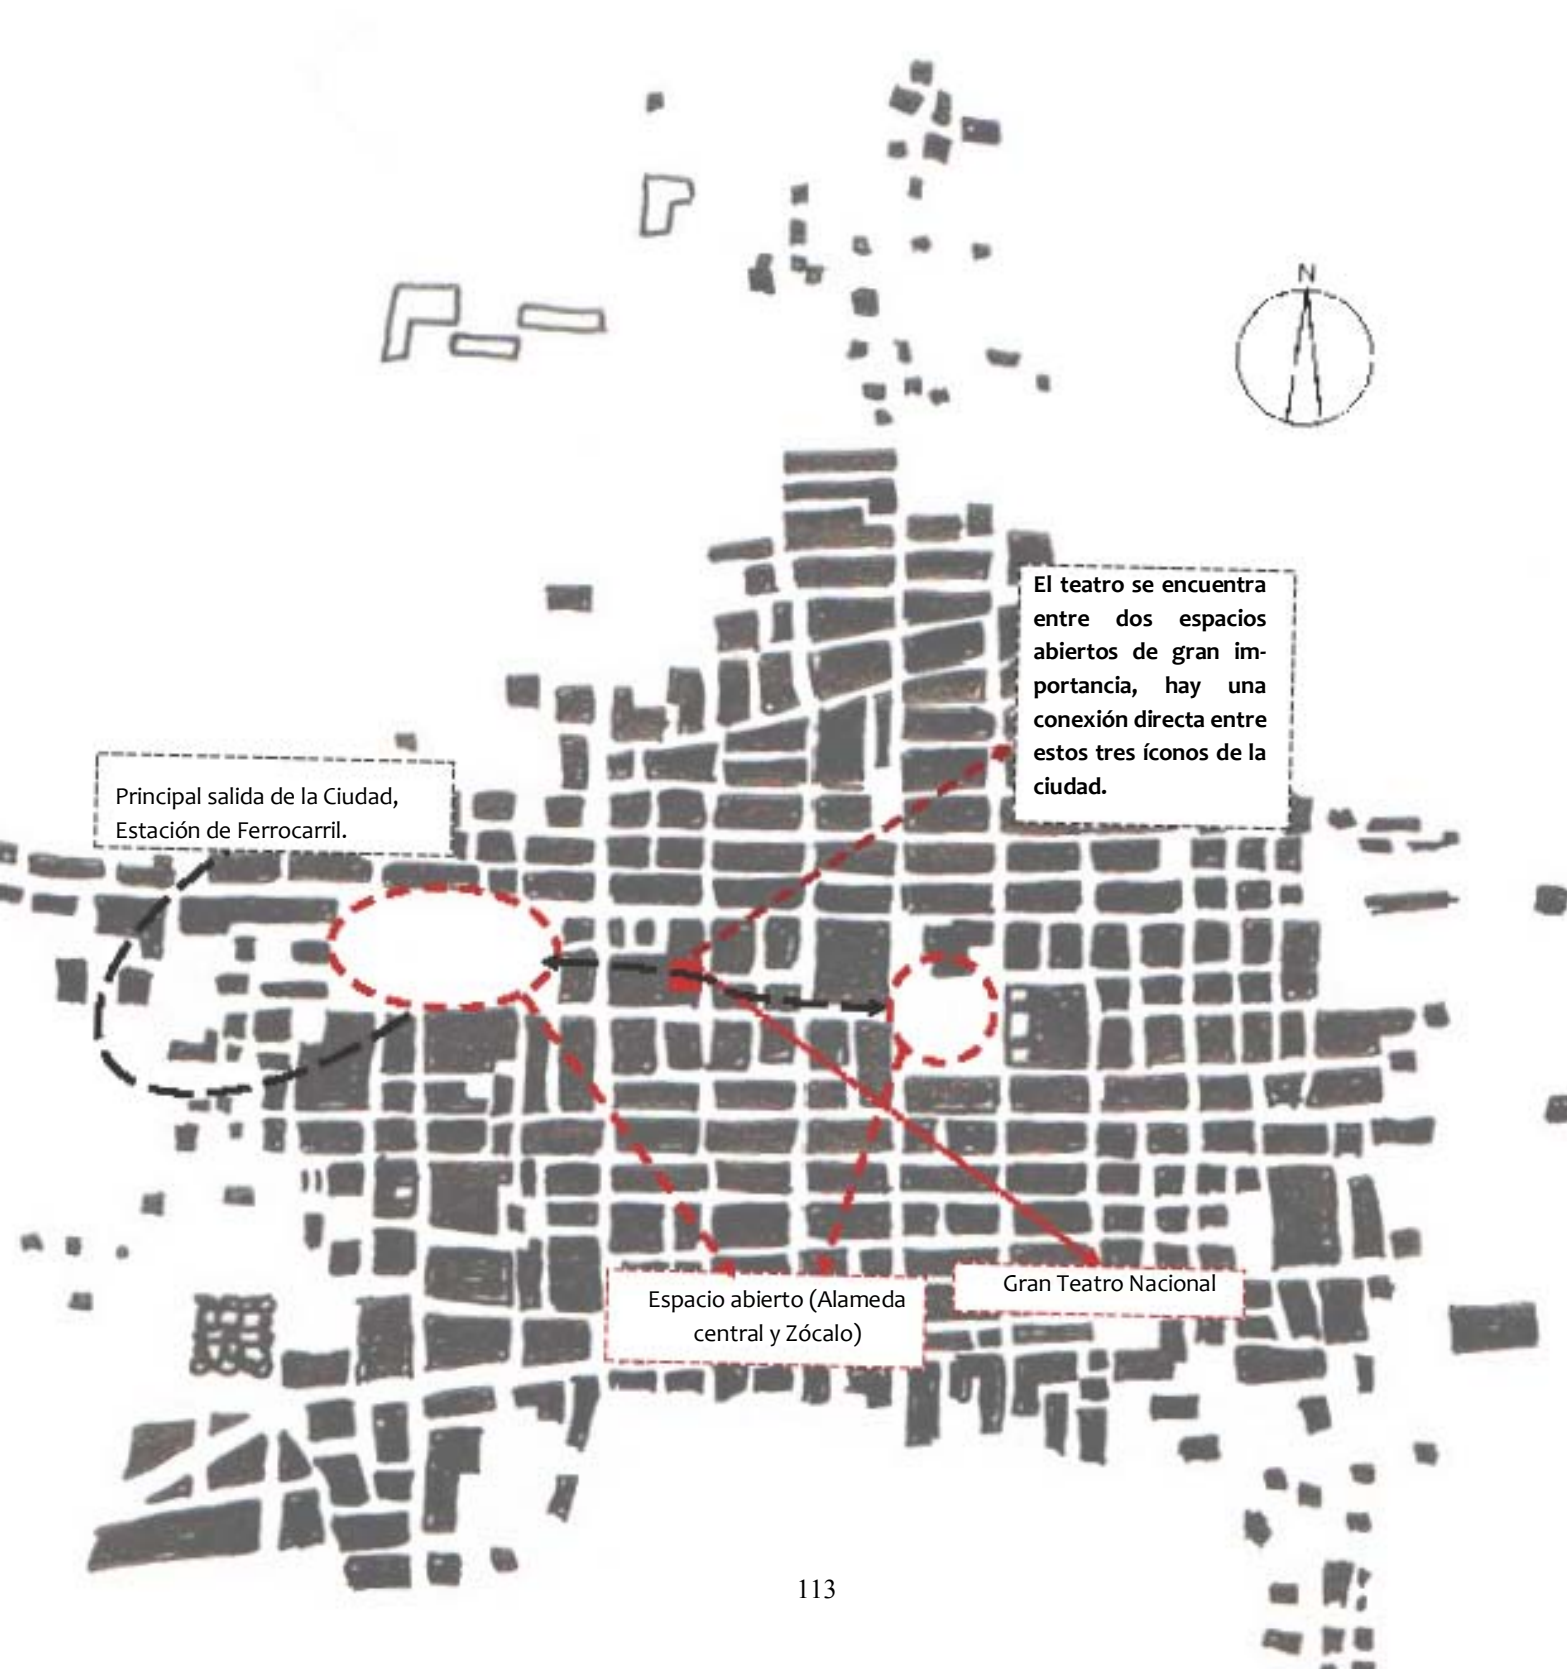 N
El teatro se encuentra
entre dos espacios
abiertos de gran im-
portancia, hay una
conexión directa entre
estos tres íconos de la
ciudad.
Principal salida de la Ciudad,
Estación de Ferrocarril.
Gran Teatro Nacional
Espacio abierto (Alameda
central y Zócalo)
113